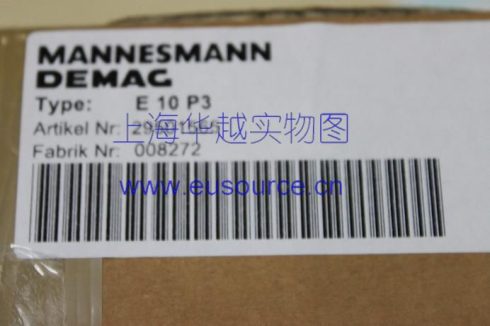 MANNESMANN
DEMAG
Type: E 10 P3
上海华越实物图
Artikel Nr:
Fabrik Nr: 008272
www.eusource.cn